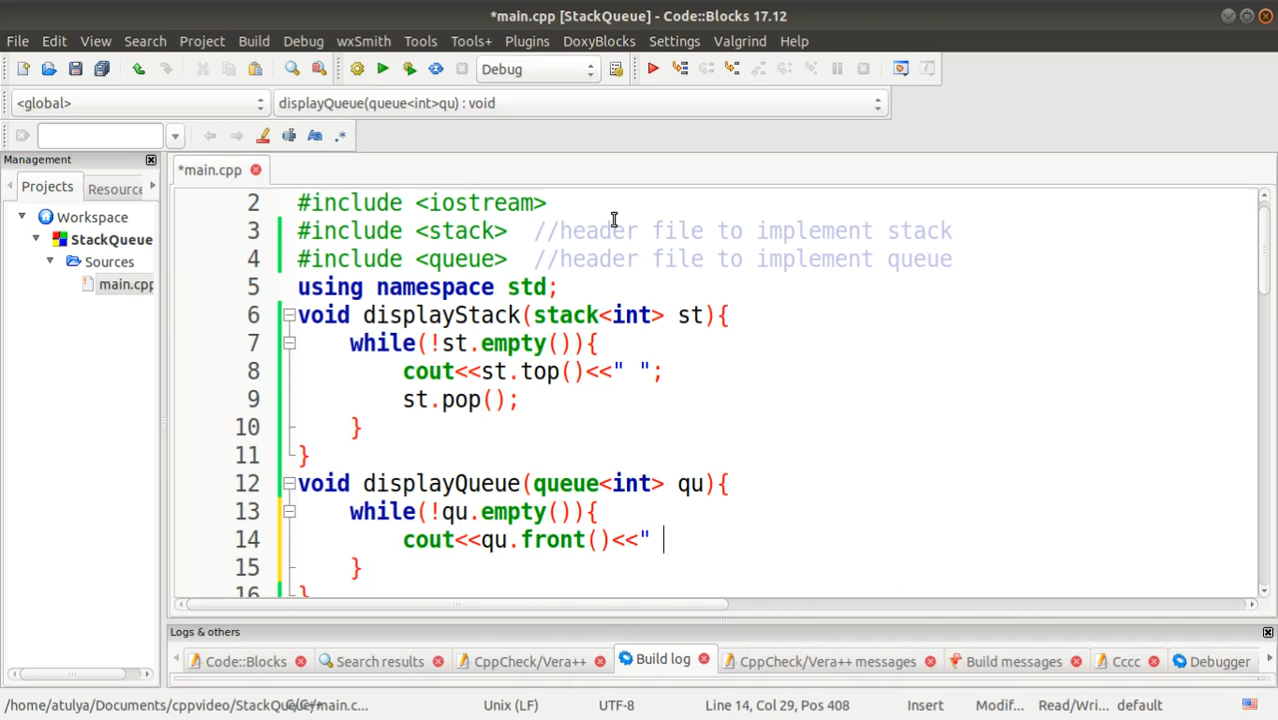 *main.cpp [StackQueue] - Code::Blocks 17.12
File Edit View Search Project Build Debug wxSmith Tools Tools+ Plugins DoxyBlocks Settings Valgrind Help
Debug
<global> displayQueue(queue<int>qu) : void
Management
Projects Resource
*main.cpp
Workspace
StackQueue
Sources
main.cpp
2 #include <iostream>
3 #include <stack>  //header file to implement stack
4 #include <queue>  //header file to implement queue
5 using namespace std;
6 void displayStack(stack<int> st){
7     while(!st.empty()){
8         cout<<st.top()<<" ";
9         st.pop();
10     }
11 }
12 void displayQueue(queue<int> qu){
13     while(!qu.empty()){
14         cout<<qu.front()<<" 
15     }
16 }
Logs & others
Code::Blocks Search results CppCheck/Vera++ Build log CppCheck/Vera++ messages Build messages Cccc Debugger
/home/atulya/Documents/cppvideo/StackQue C/C++ main.c... Unix (LF) UTF-8 Line 14, Col 29, Pos 408 Insert Read/Wri... default